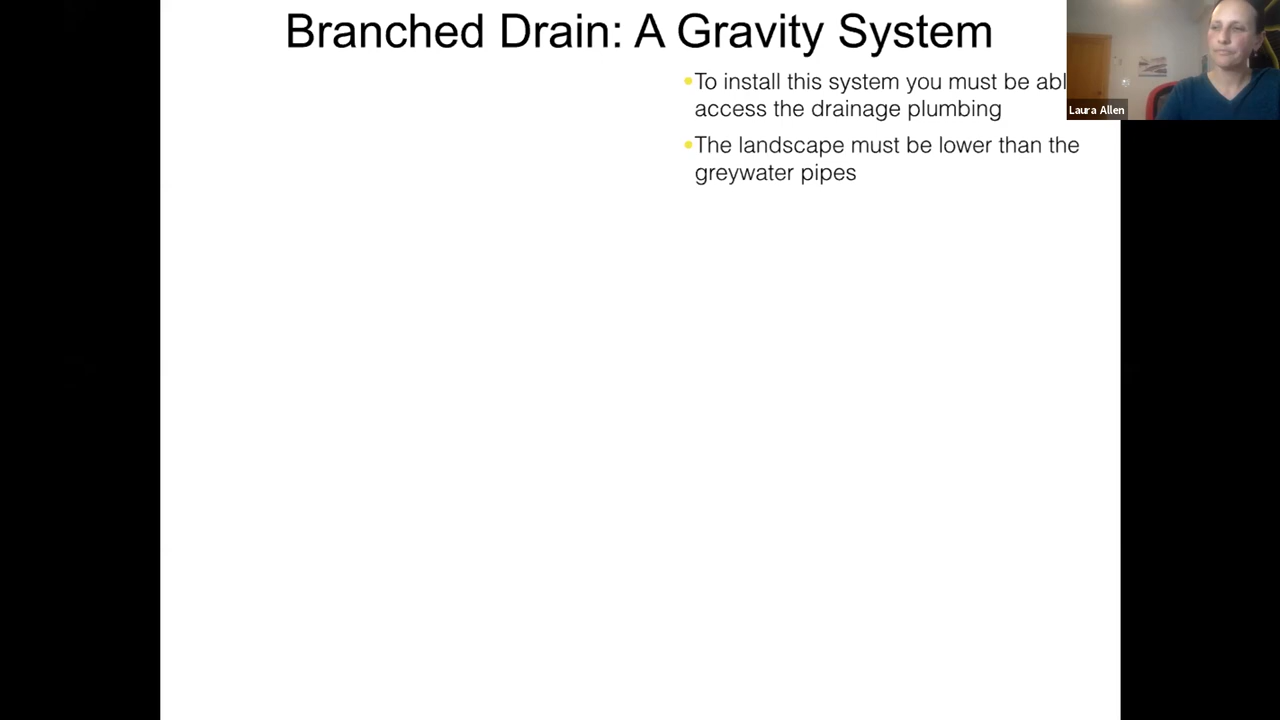 Branched Drain: A Gravity System
•To install this system you must be
access the drainage plumbing
•The landscape must be lower than the
greywater pipes
Laura Allen